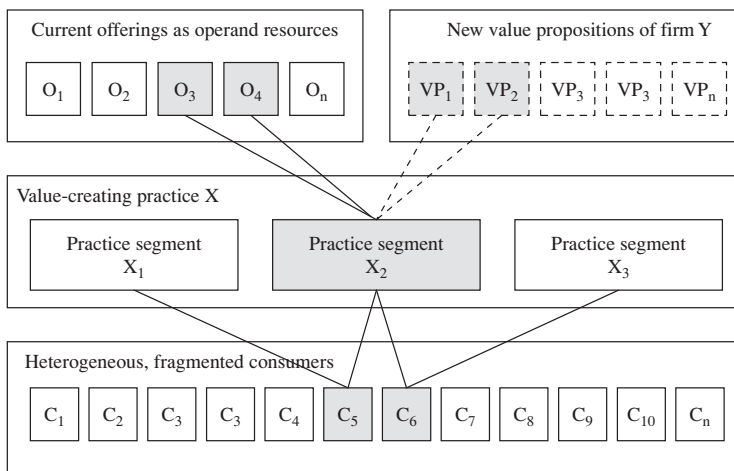 Current offerings as operand resources
O1 O2 O3 O4 On
New value propositions of firm Y
VP1 VP2 VP3 VP3 VPn
Value-creating practice X
Practice segment
X1
Practice segment
X2
Practice segment
X3
Heterogeneous, fragmented consumers
C1 C2 C3 C3 C4 C5 C6 C7 C8 C9 C10 Cn